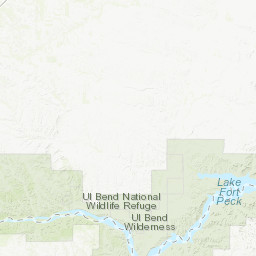 Ul Bend National
Wildlife Refuge
Ul Bend
Wilderness
Lake
Fort
Peck